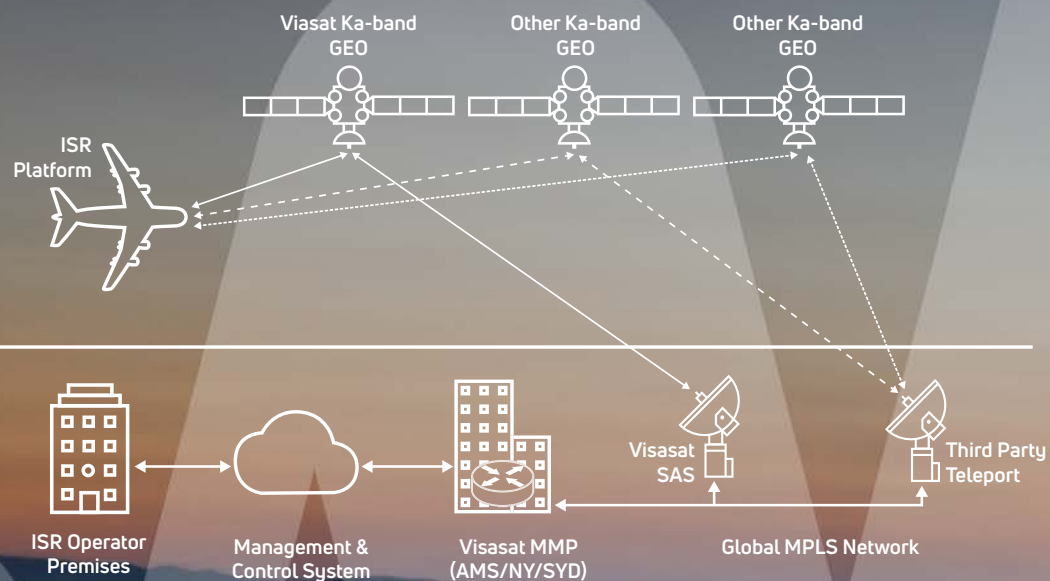 Viasat Ka-band
GEO
Other Ka-band
GEO
Other Ka-band
GEO
ISR
Platform
Visasat
SAS
Third Party
Teleport
ISR Operator
Premises
Management &
Control System
Visasat MMP
(AMS/NY/SYD)
Global MPLS Network